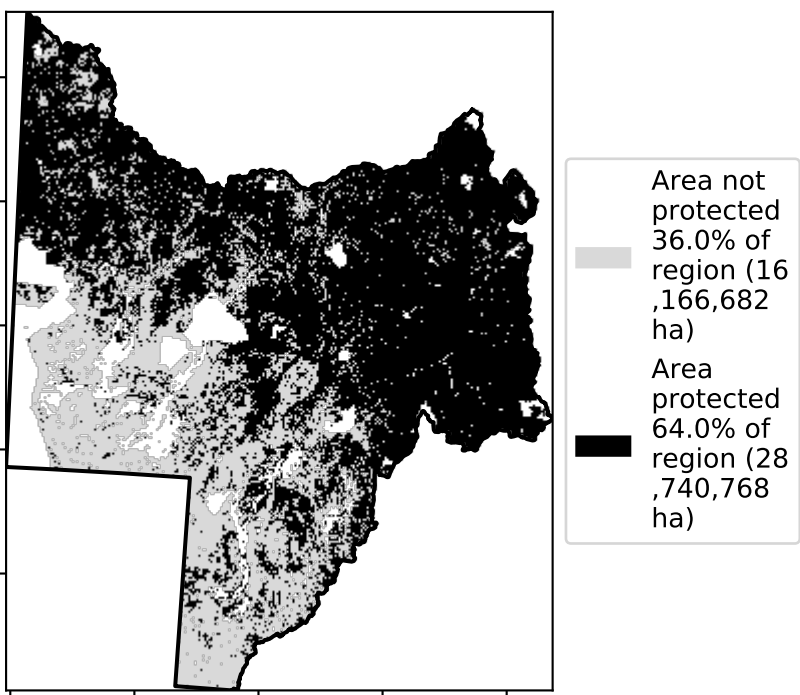 Area not
protected
36.0% of
region (16
,166,682
ha)
Area
protected
64.0% of
region (28
,740,768
ha)